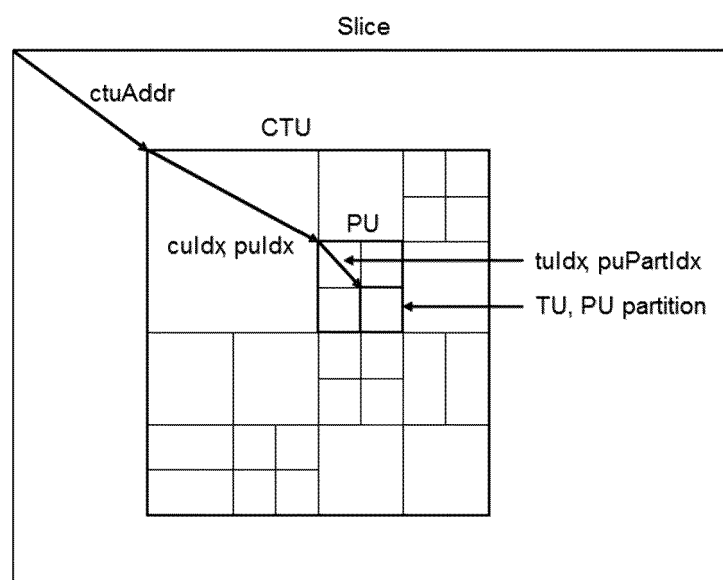 Slice
ctuAddr
CTU
PU
cuIdx, puIdx
tuIdx, puPartIdx
TU, PU partition